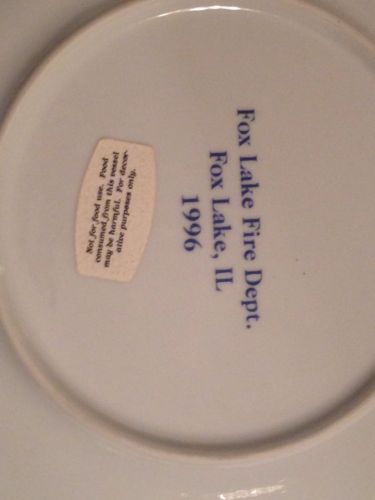 Fox Lake Fire Dept.
Fox Lake, IL
1996
Not for food use. Food
consumed from this vessel
may be harmful. For decor-
ative purposes only.